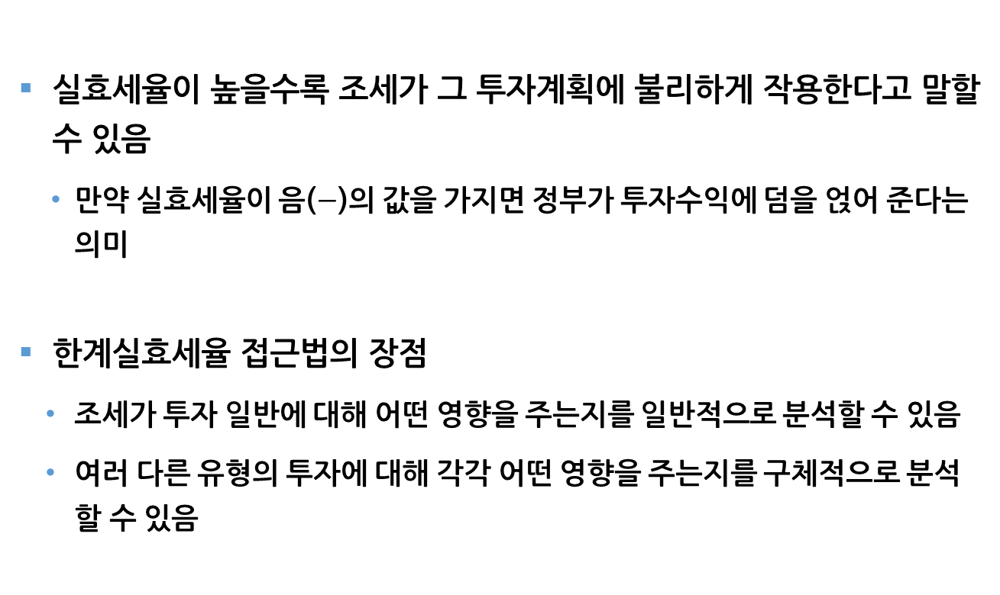 ▪ 실효세율이 높을수록 조세가 그 투자계획에 불리하게 작용한다고 말할
수 있음
• 만약 실효세율이 음(–)의 값을 가지면 정부가 투자수익에 덤을 얹어 준다는
의미
▪ 한계실효세율 접근법의 장점
• 조세가 투자 일반에 대해 어떤 영향을 주는지를 일반적으로 분석할 수 있음
• 여러 다른 유형의 투자에 대해 각각 어떤 영향을 주는지를 구체적으로 분석
할 수 있음